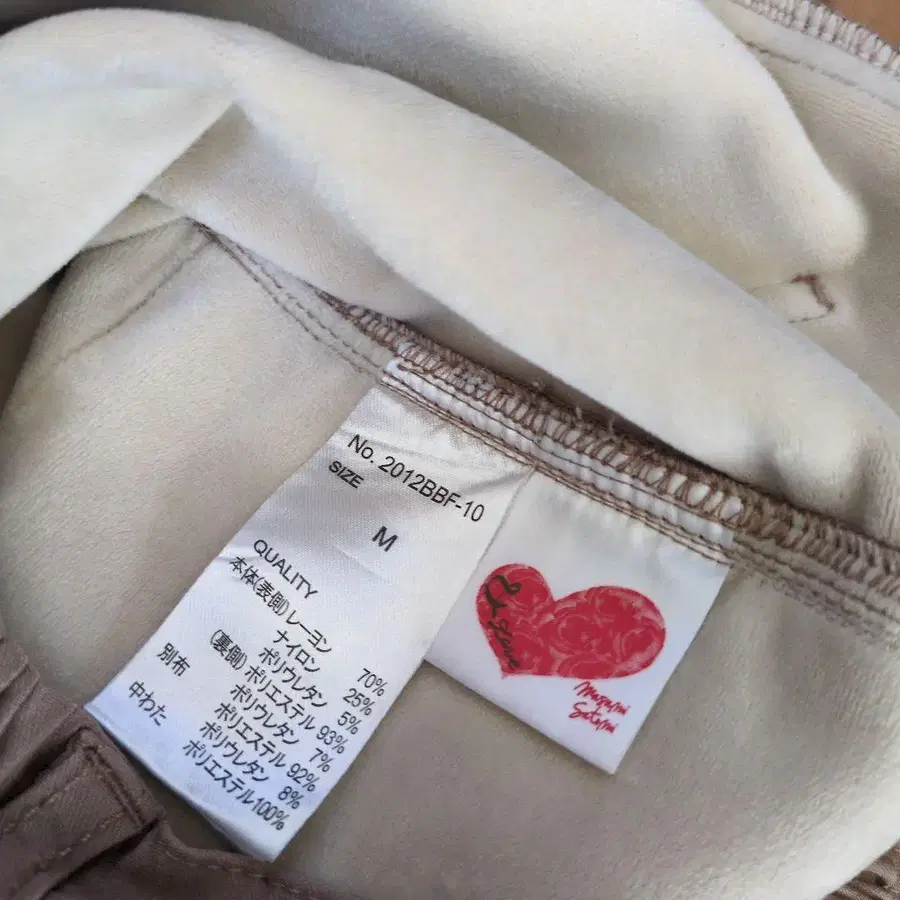 No. 2012BBF-10
SIZE
M
QUALITY
本体(表側) レーヨン 70%
ナイロン 25%
ポリウレタン 5%
(裏側) ポリエステル 93%
ポリウレタン 7%
別布 ポリエステル 92%
ポリウレタン 8%
中わた ポリエステル100%
Love
Mayumi
Satomi